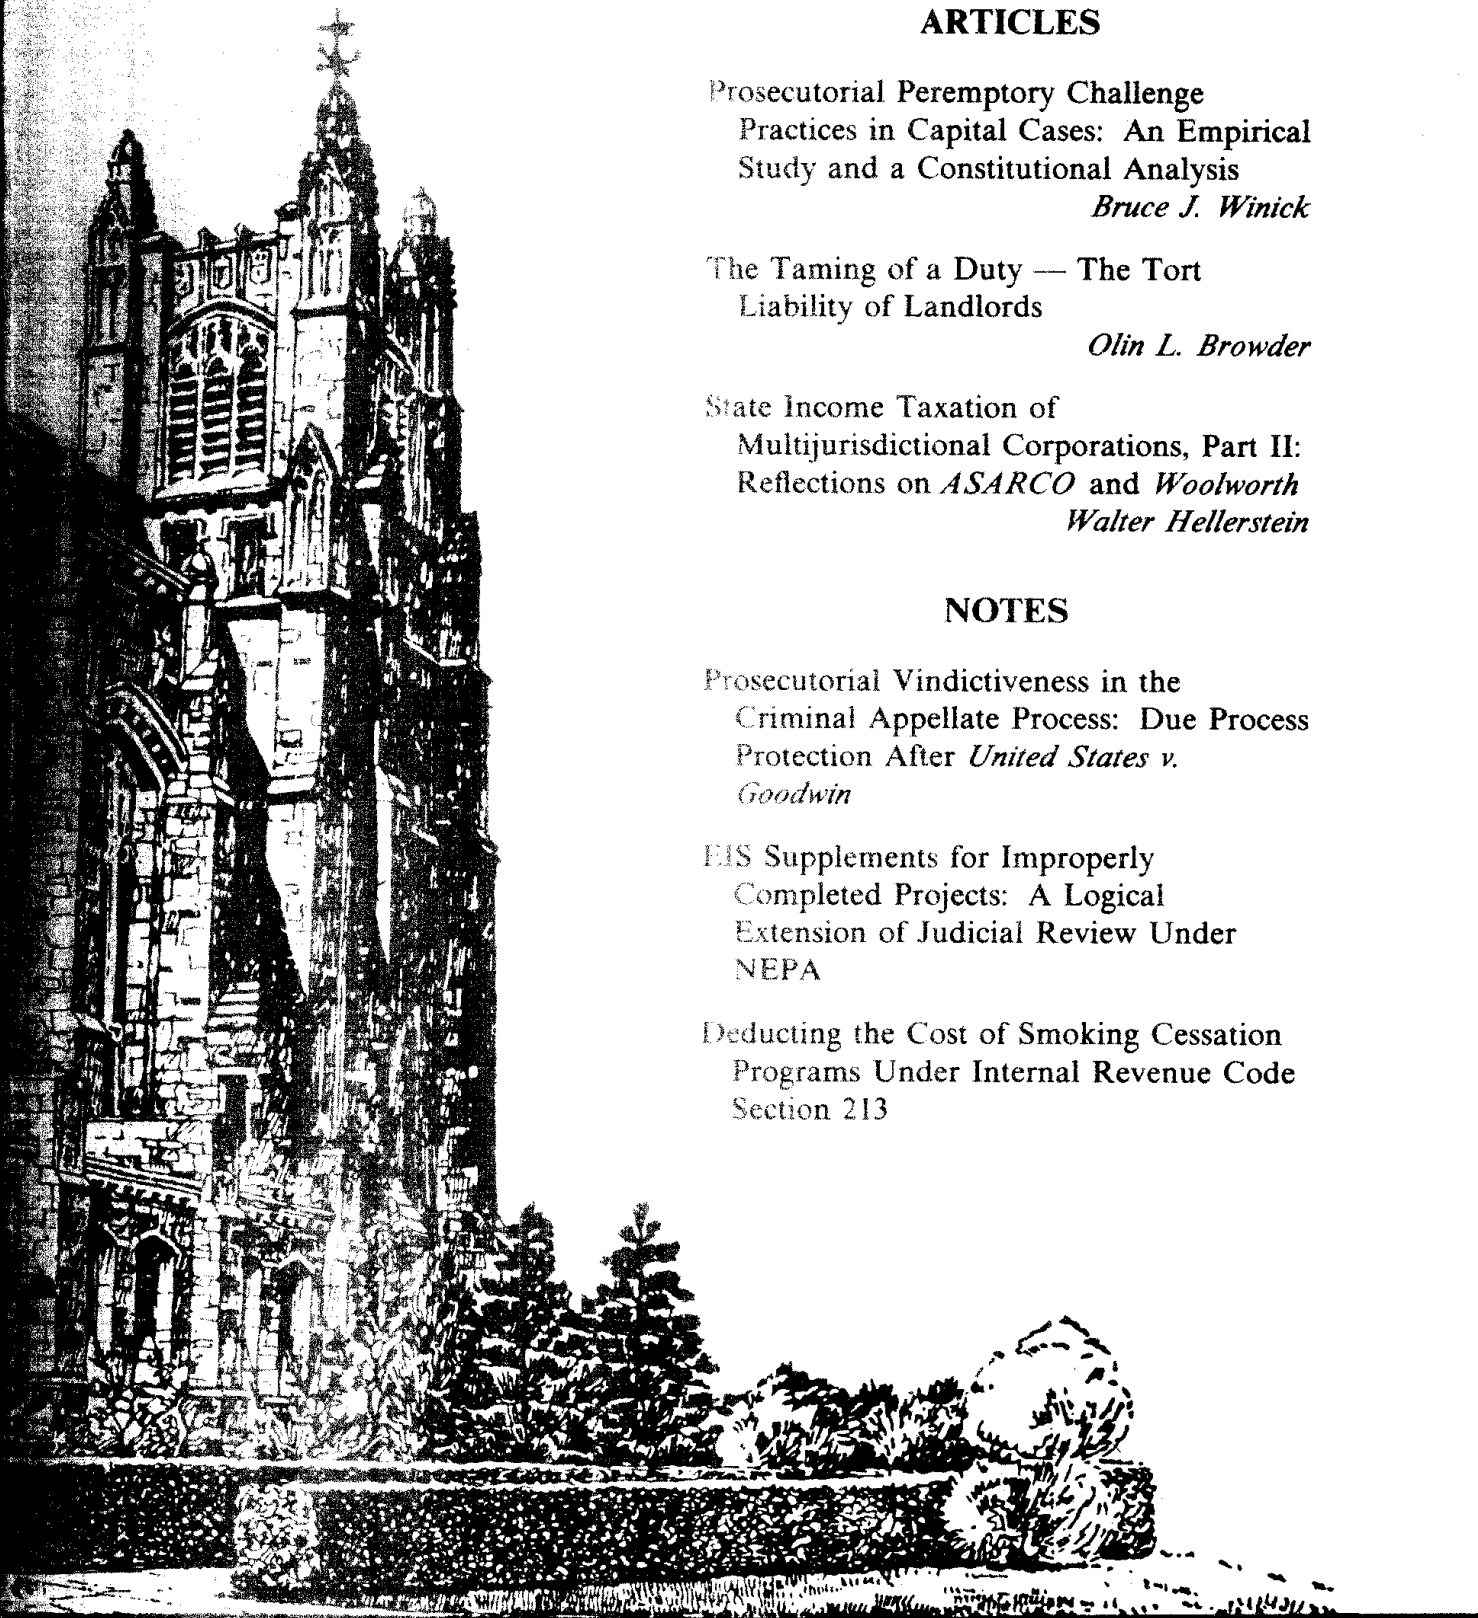 ARTICLES
Prosecutorial Peremptory Challenge
Practices in Capital Cases: An Empirical
Study and a Constitutional Analysis
Bruce J. Winick
The Taming of a Duty — The Tort
Liability of Landlords
Olin L. Browder
State Income Taxation of
Multijurisdictional Corporations, Part II:
Reflections on ASARCO and Woolworth
Walter Hellerstein
NOTES
Prosecutorial Vindictiveness in the
Criminal Appellate Process: Due Process
Protection After United States v.
Goodwin
EIS Supplements for Improperly
Completed Projects: A Logical
Extension of Judicial Review Under
NEPA
Deducting the Cost of Smoking Cessation
Programs Under Internal Revenue Code
Section 213